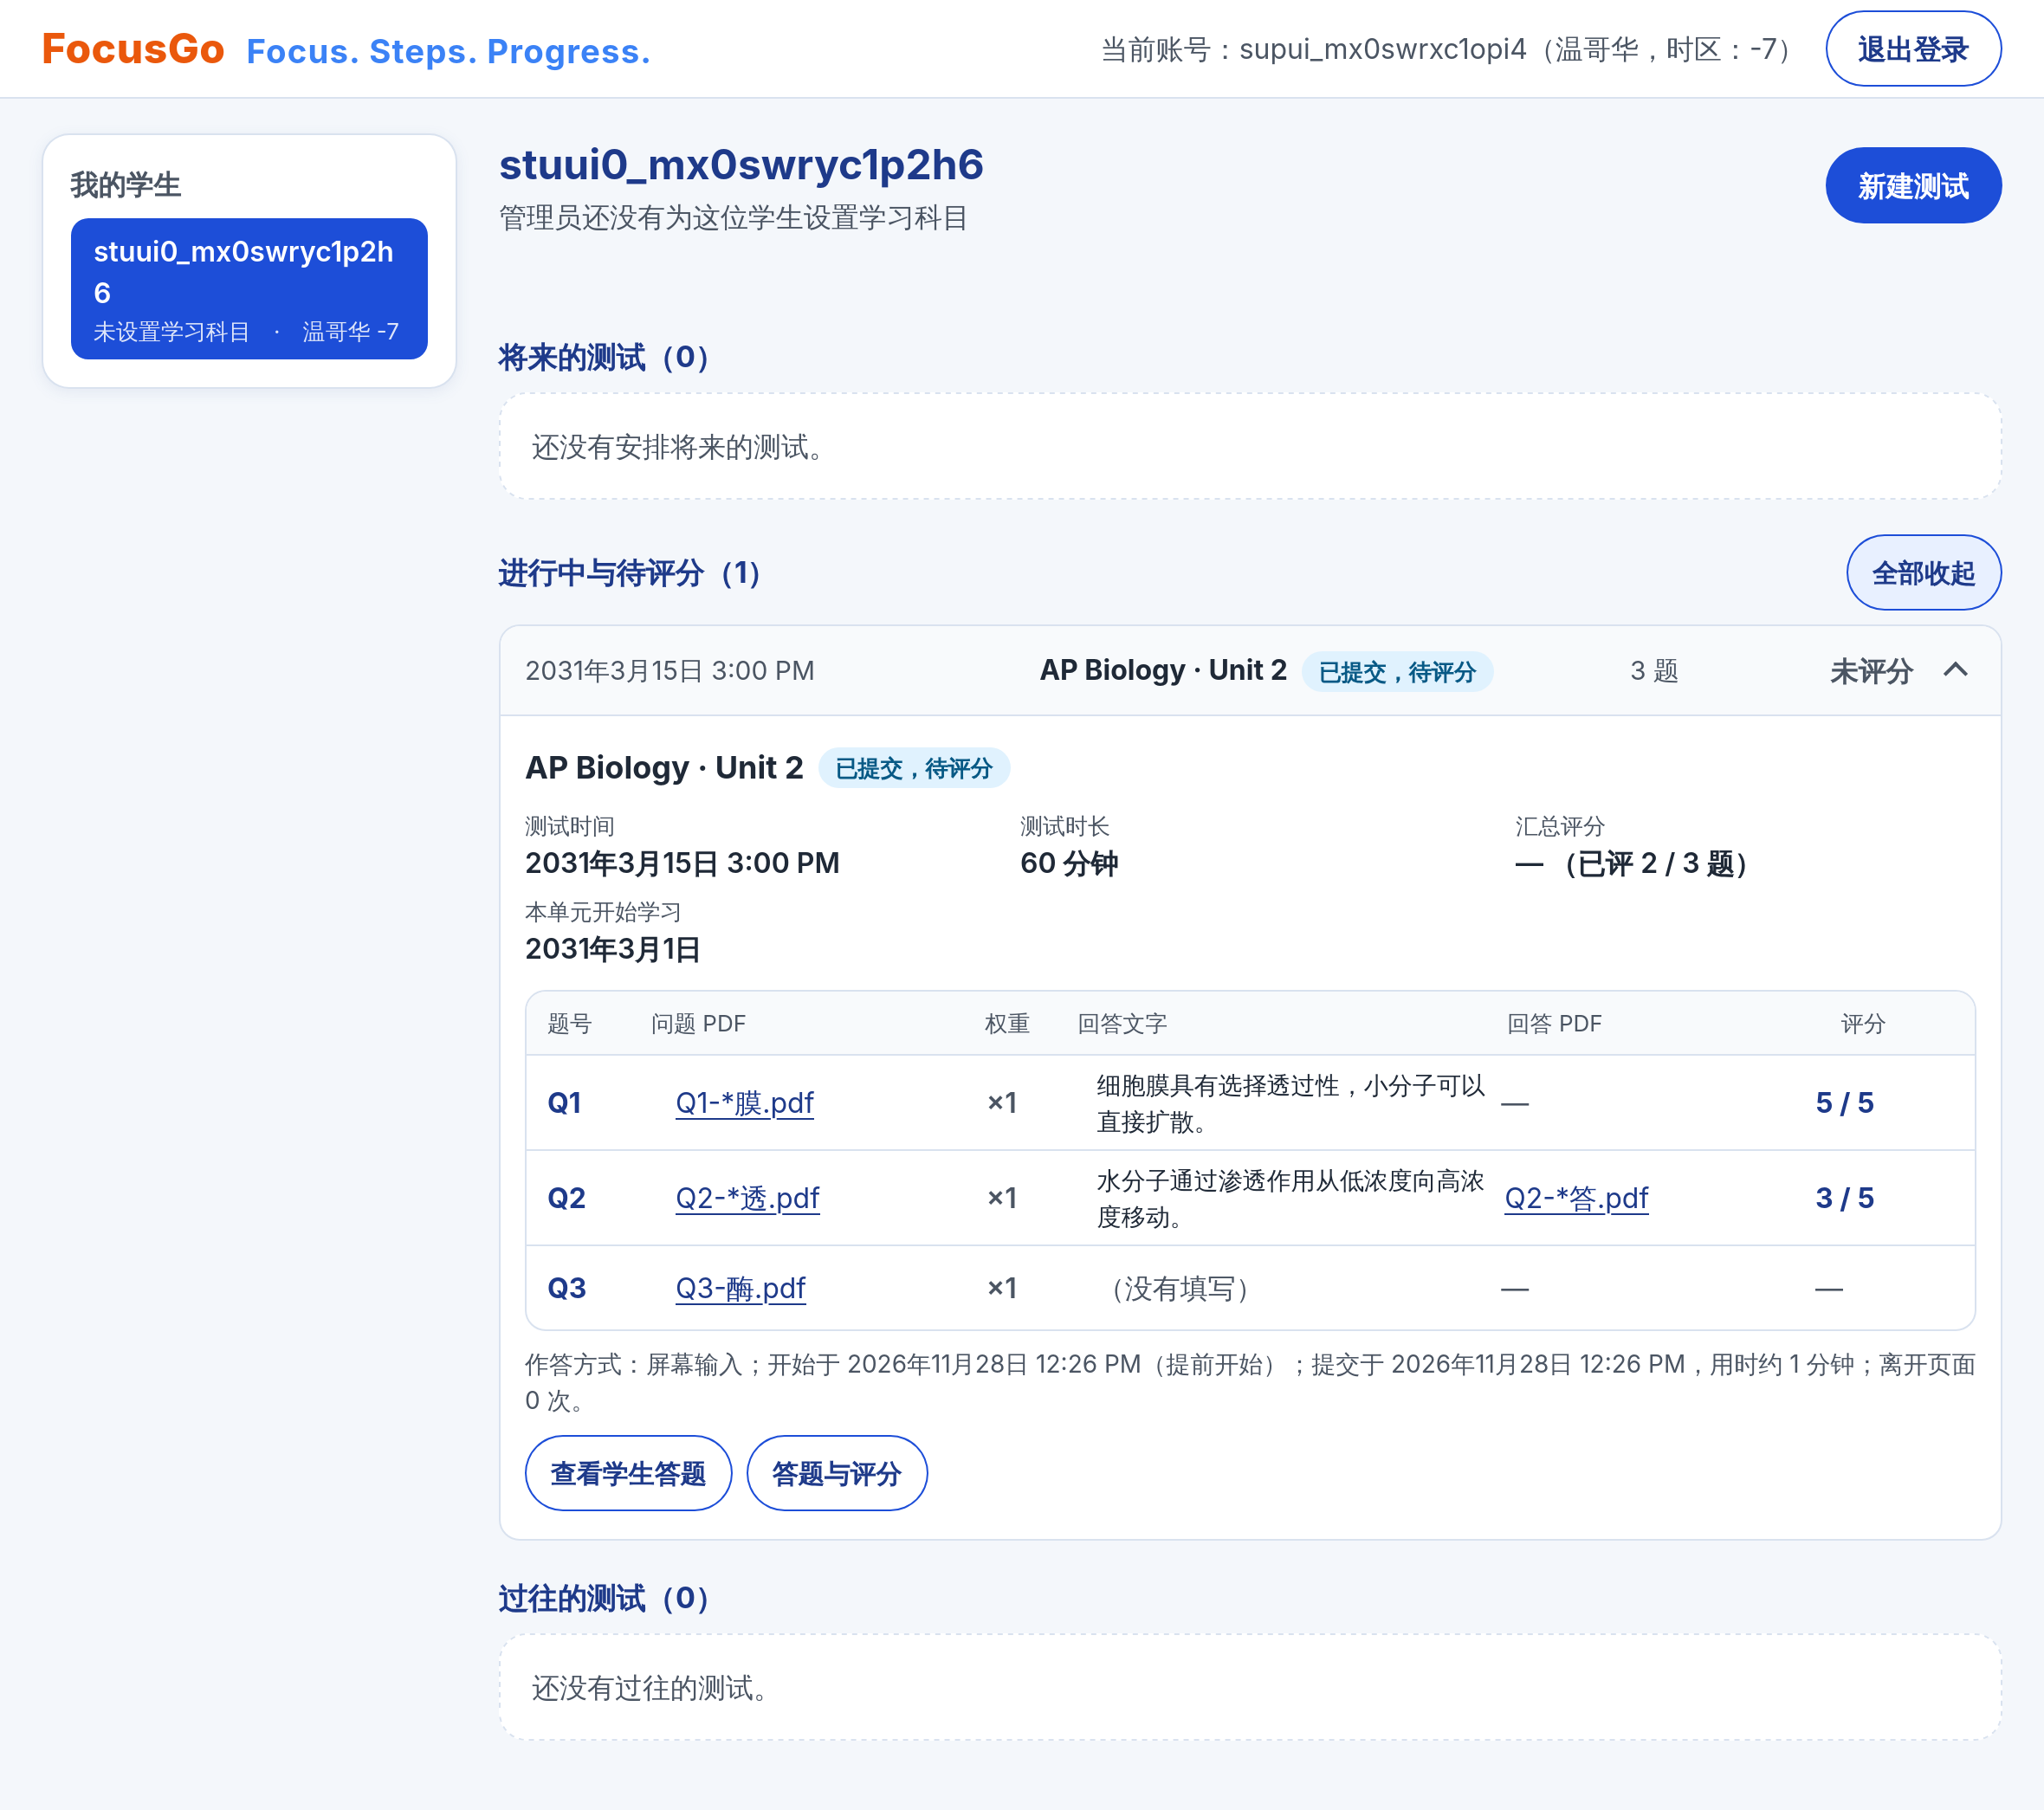 FocusGo Focus. Steps. Progress.
当前账号：supui_mx0swrxc1opi4（温哥华，时区：-7）
退出登录
我的学生
stuui0_mx0swryc1p2h
6
未设置学习科目 · 温哥华 -7
stuui0_mx0swryc1p2h6
管理员还没有为这位学生设置学习科目
新建测试
将来的测试（0）
还没有安排将来的测试。
进行中与待评分（1）
全部收起
2031年3月15日 3:00 PM AP Biology · Unit 2 已提交，待评分 3 题 未评分
AP Biology · Unit 2 已提交，待评分
测试时间 测试时长 汇总评分
2031年3月15日 3:00 PM 60 分钟 — （已评 2 / 3 题）
本单元开始学习
2031年3月1日
题号 问题 PDF 权重 回答文字 回答 PDF 评分
Q1 Q1-*膜.pdf ×1 细胞膜具有选择透过性，小分子可以 — 5 / 5
直接扩散。
Q2 Q2-*透.pdf ×1 水分子通过渗透作用从低浓度向高浓 Q2-*答.pdf 3 / 5
度移动。
Q3 Q3-酶.pdf ×1 （没有填写） — —
作答方式：屏幕输入；开始于 2026年11月28日 12:26 PM（提前开始）；提交于 2026年11月28日 12:26 PM，用时约 1 分钟；离开页面
0 次。
查看学生答题 答题与评分
过往的测试（0）
还没有过往的测试。